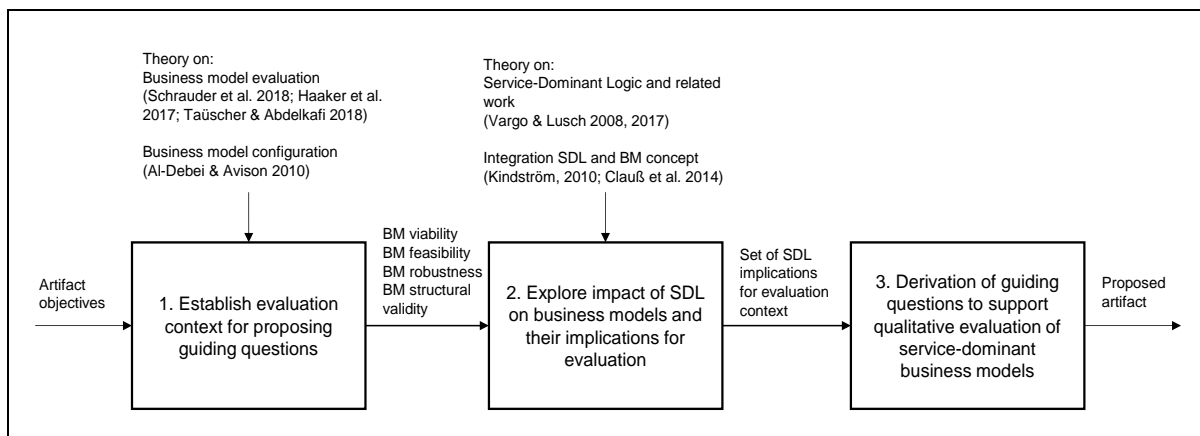 Theory on:
Business model evaluation
(Schrauder et al. 2018; Haaker et al.
2017; Taüscher & Abdelkafi 2018)
Business model configuration
(Al-Debei & Avison 2010)
Theory on:
Service-Dominant Logic and related
work
(Vargo & Lusch 2008, 2017)
Integration SDL and BM concept
(Kindström, 2010; Clauß et al. 2014)
Artifact
objectives
1. Establish evaluation
context for proposing
guiding questions
BM viability
BM feasibility
BM robustness
BM structural
validity
2. Explore impact of SDL
on business models and
their implications for
evaluation
Set of SDL
implications
for evaluation
context
3. Derivation of guiding
questions to support
qualitative evaluation of
service-dominant
business models
Proposed
artifact